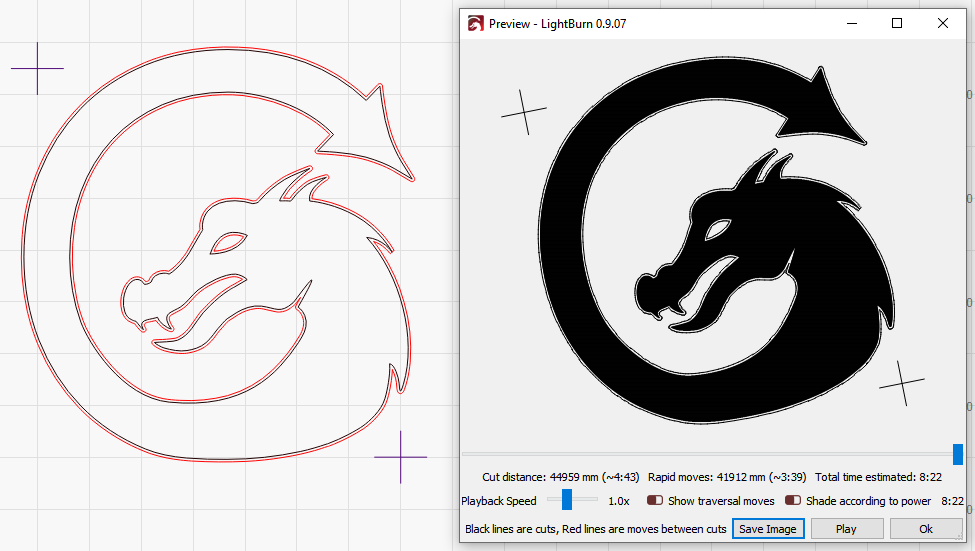 Preview - LightBurn 0.9.07
Cut distance: 44959 mm (~4:43) Rapid moves: 41912 mm (~3:39) Total time estimated: 8:22
Playback Speed 1.0x Show traversal moves Shade according to power 8:22
Black lines are cuts, Red lines are moves between cuts Save Image Play Ok